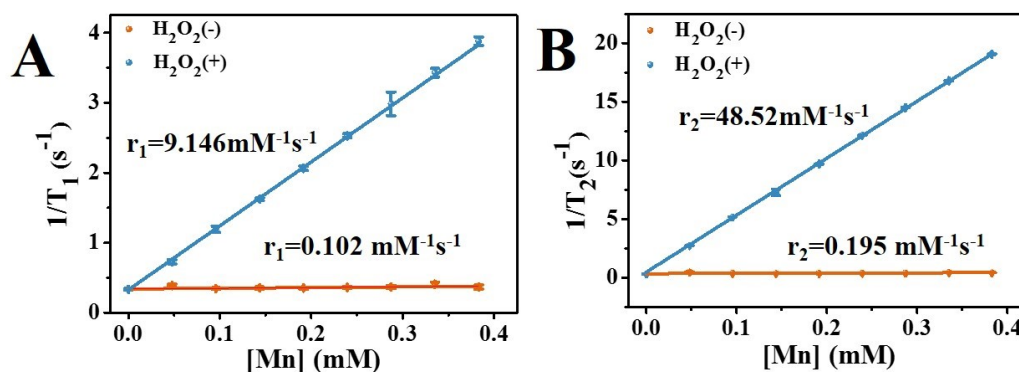 A
H₂O₂(-)
H₂O₂(+)
r₁=9.146mM⁻¹s⁻¹
r₁=0.102 mM⁻¹s⁻¹
1/T₁ (s⁻¹)
4
3
2
1
0
0.0 0.1 0.2 0.3 0.4
[Mn] (mM)
B
H₂O₂(-)
H₂O₂(+)
r₂=48.52mM⁻¹s⁻¹
r₂=0.195 mM⁻¹s⁻¹
1/T₂(s⁻¹)
20
15
10
5
0
0.0 0.1 0.2 0.3 0.4
[Mn] (mM)